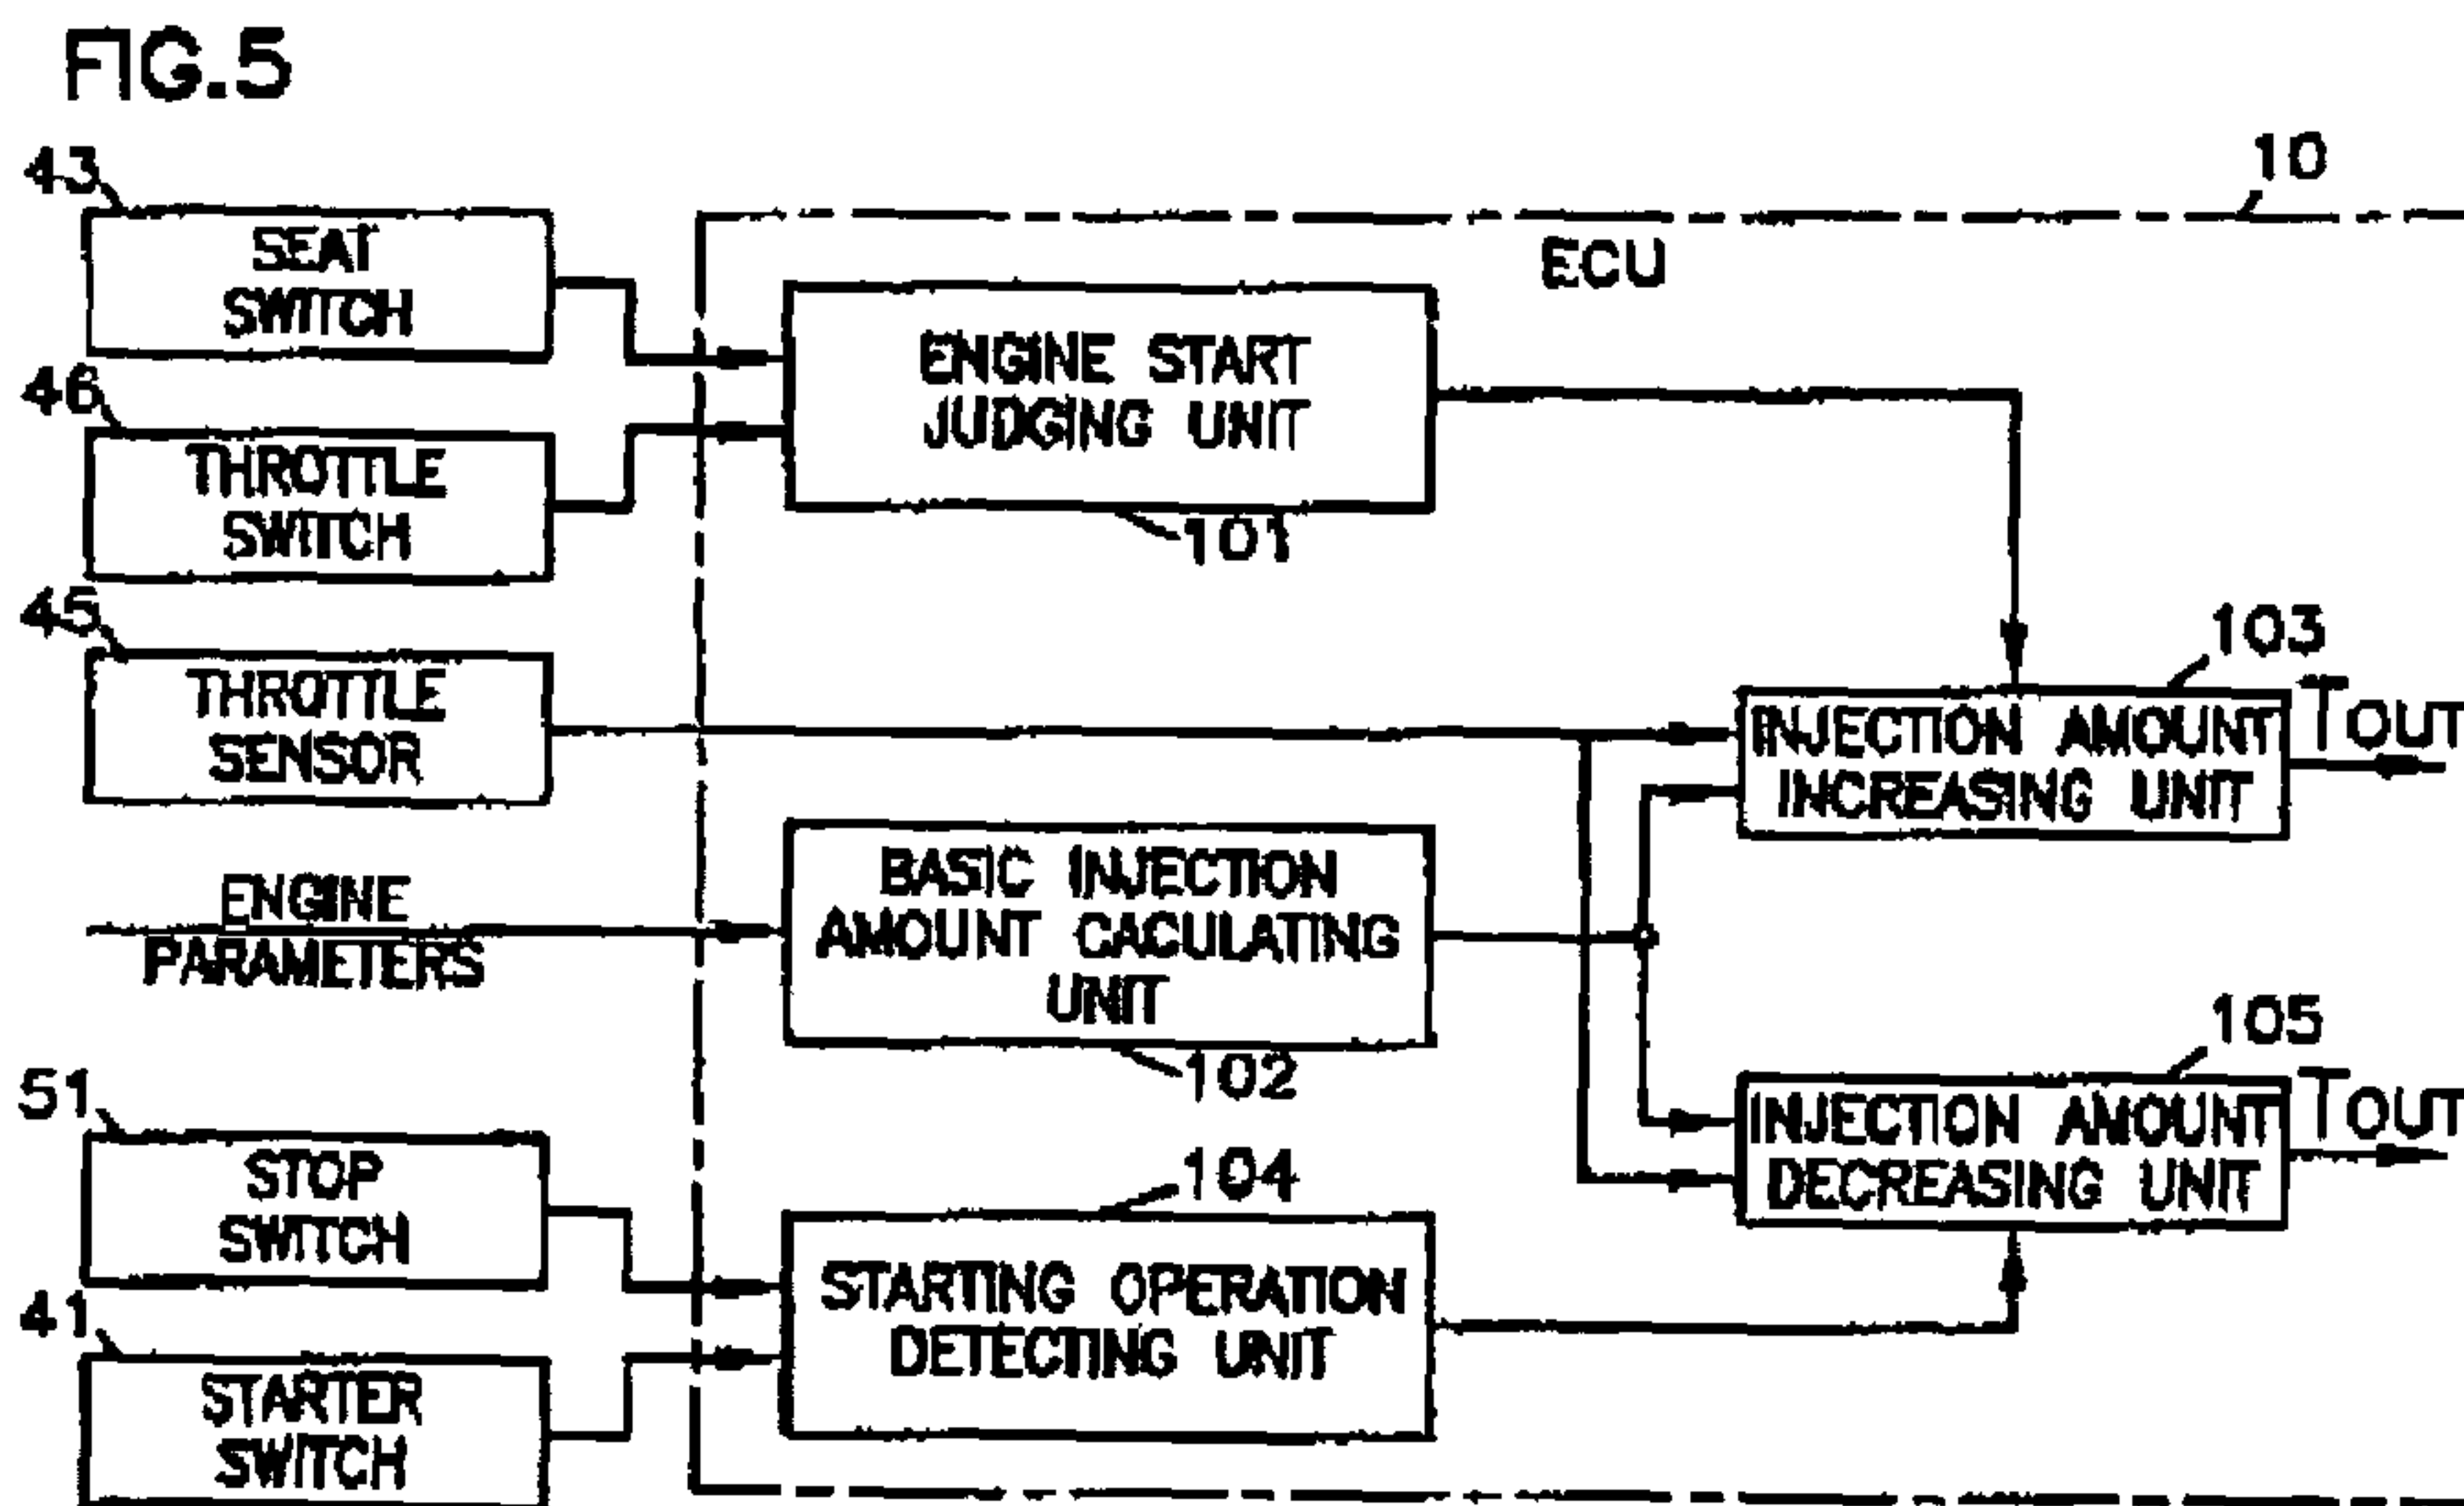 FIG.5
43
SEAT
SWITCH
10
ECU
ENGINE START
JUDGING UNIT
101
46
THROTTLE
SWITCH
45
THROTTLE
SENSOR
103
INJECTION AMOUNT
INCREASING UNIT
TOUT
ENGINE
PARAMETERS
BASIC INJECTION
AMOUNT CACULATING
UNIT
102
105
INJECTION AMOUNT
DECREASING UNIT
TOUT
51
STOP
SWITCH
104
STARTING OPERATION
DETECTING UNIT
41
STARTER
SWITCH